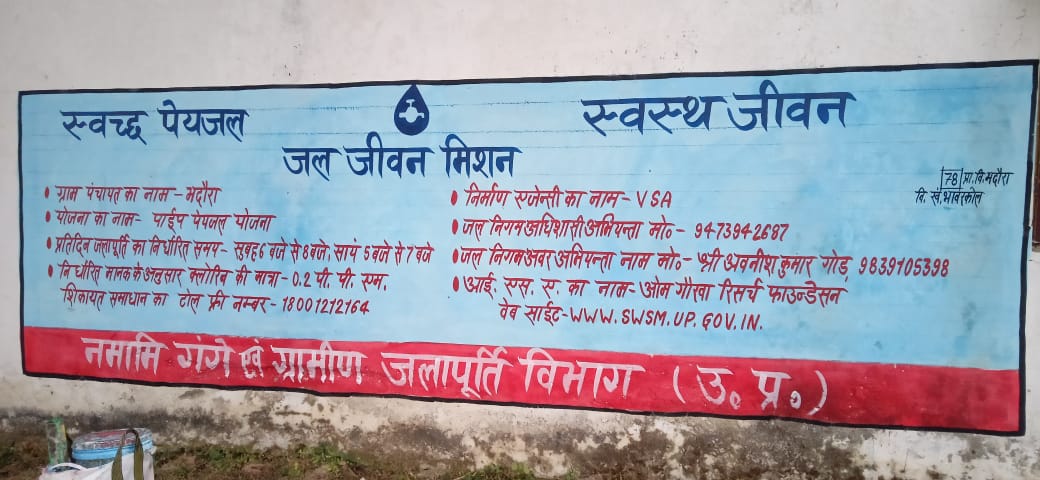 स्वच्छ पेयजल
स्वस्थ जीवन
जल जीवन मिशन
• ग्राम पंचायत का नाम - भदौरा
• योजना का नाम - पाईप पेयजल योजना
• प्रतिदिन जलापूर्ति का निर्धारित समय - सुबह 6 बजे से 8 बजे, सायं 5 बजे से 7 बजे
• निर्धारित मानक के अनुसार क्लोरिन की मात्रा - 0.2 पी. पी. एम.
शिकायत समाधान का टोल फ्री नम्बर - 18001212164
• निर्माण एजेन्सी का नाम - VSA
• जल निगम अधिशासी अभियन्ता मो०- 9473942687
• जल निगम अवर अभियन्ता नाम मो०- श्री अवनीश कुमार गोड़, 9839105398
• आई. एस. ए. का नाम - ओम गौरवा रिसर्च फाउन्डेसन
वेब साईट - WWW.SWSM.UP.GOV.IN.
78 प्रा.वि. भदौरा
वि. खं. भांवरकोल
नमामि गंगे एवं ग्रामीण जलापूर्ति विभाग (उ० प्र०)